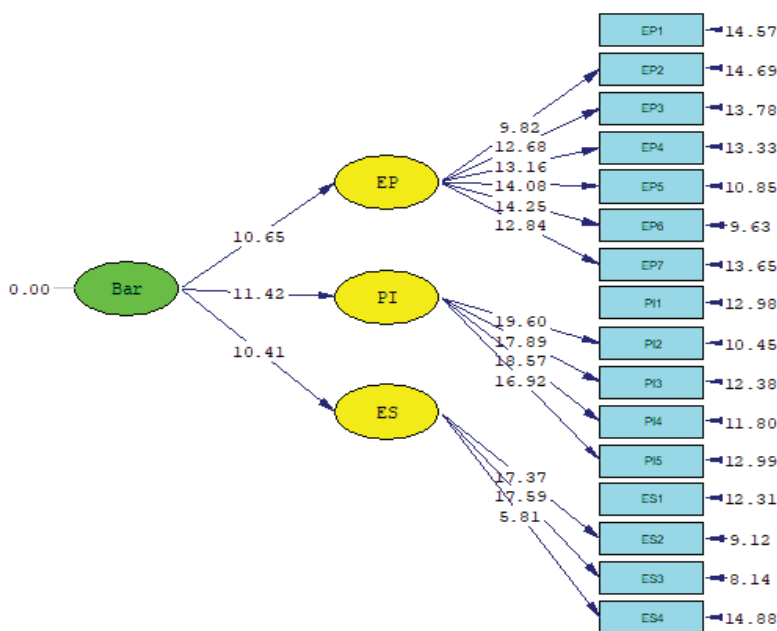 EP1 14.57
EP2 14.69
EP3 13.78
9.82
12.68
EP4 13.33
13.16
EP
14.08
EP5 10.85
14.25
EP6 9.63
12.84
10.65
EP7 13.65
0.00
Bar
11.42
PI
PI1 12.98
19.60
PI2 10.45
17.89
18.57
PI3 12.38
16.92
10.41
ES
PI4 11.80
PI5 12.99
17.37
ES1 12.31
17.59
5.81
ES2 9.12
ES3 8.14
ES4 14.88